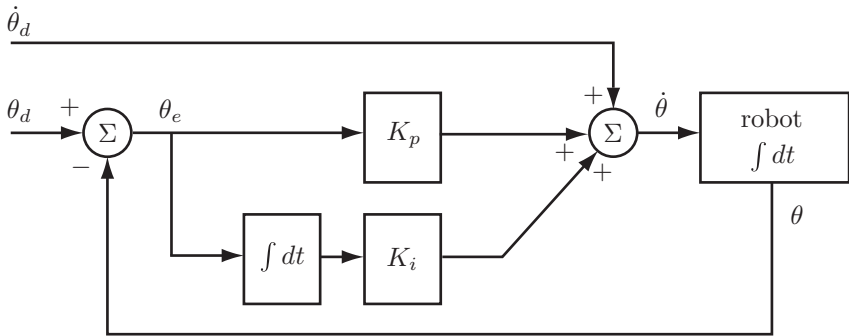 θ̇_d
θ_d
+
Σ
−
θ_e
K_p
+
+
+
Σ
θ̇
robot
∫ dt
θ
∫ dt
K_i